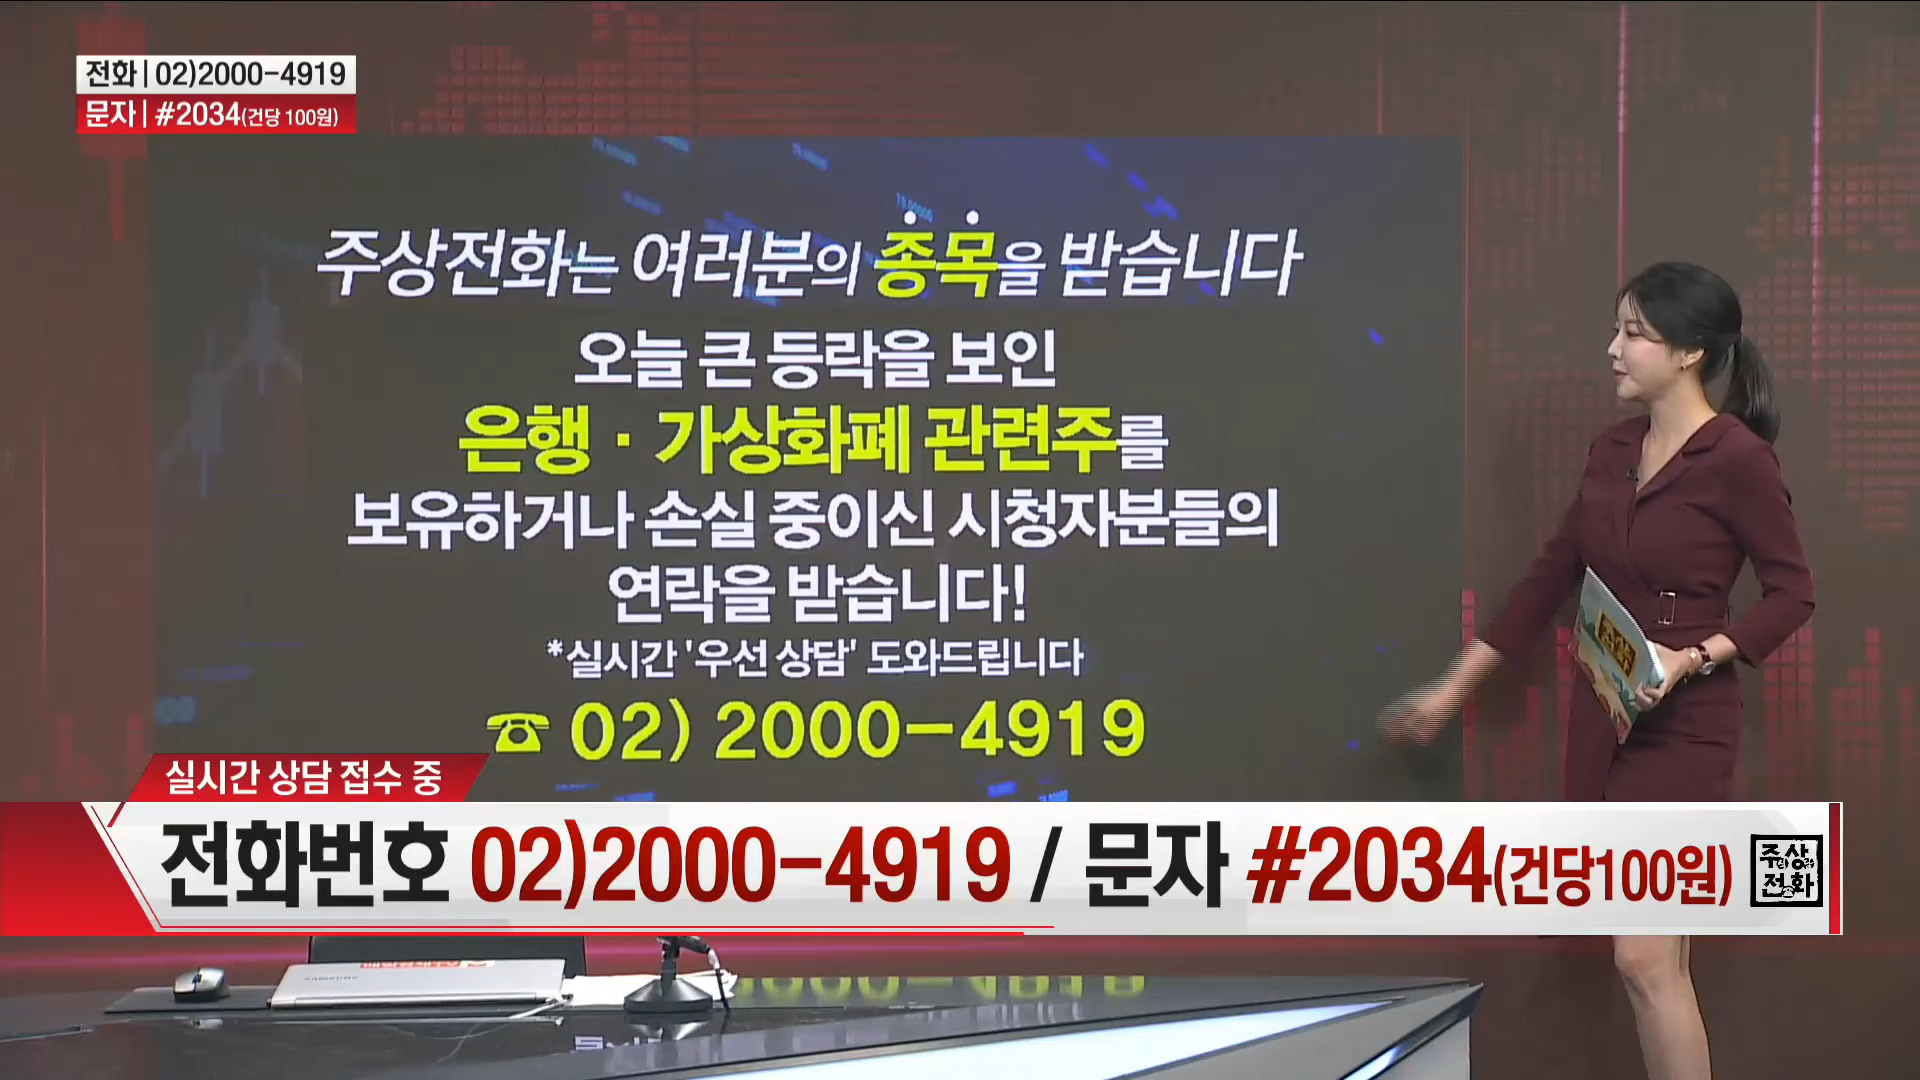 전화 | 02)2000-4919
문자 | #2034(건당 100원)
주상전화는 여러분의 종목을 받습니다
오늘 큰 등락을 보인
은행 · 가상화폐 관련주를
보유하거나 손실 중이신 시청자분들의
연락을 받습니다!
*실시간 '우선 상담' 도와드립니다
☎ 02) 2000-4919
실시간 상담 접수 중
전화번호 02)2000-4919 / 문자 #2034(건당100원)
주상
전화
SAMSUNG